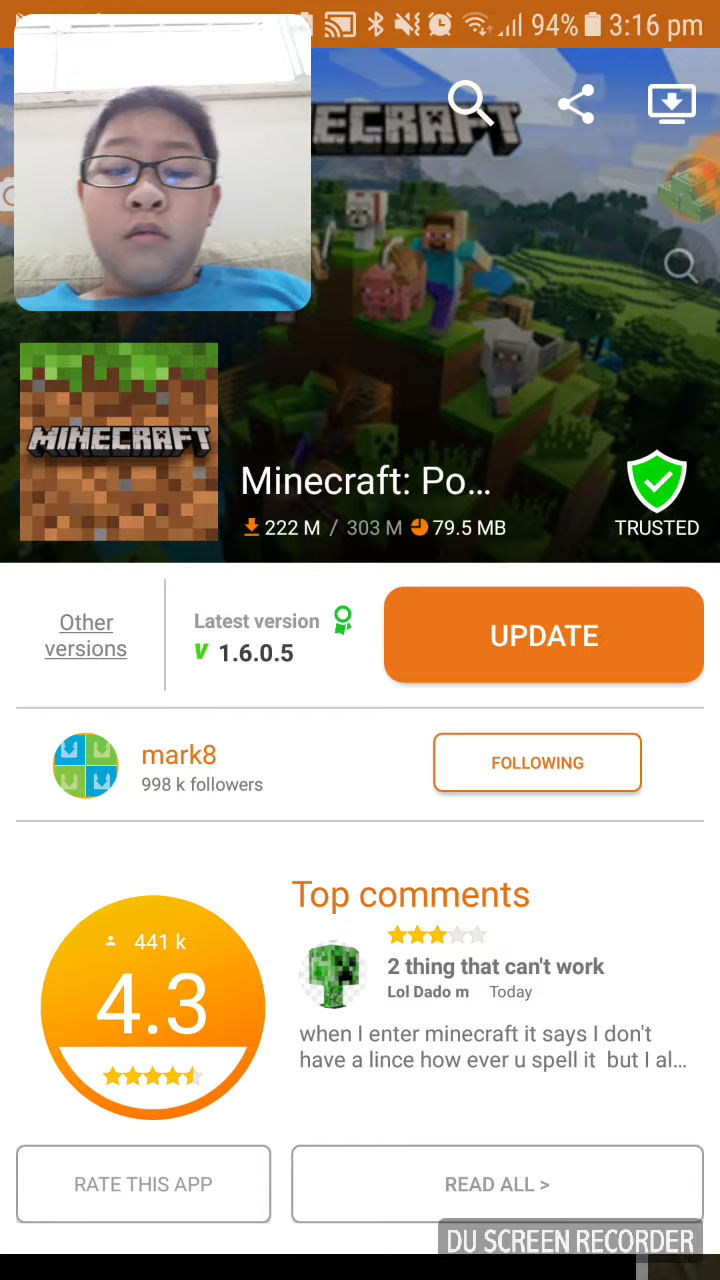 94% 3:16 pm
ECRAFT
MINECRAFT
Minecraft: Po...
222 M / 303 M 79.5 MB
TRUSTED
Other versions
Latest version
V 1.6.0.5
UPDATE
mark8
998 k followers
FOLLOWING
Top comments
441 k
4.3
2 thing that can't work
Lol Dado m Today
when I enter minecraft it says I don't
have a lince how ever u spell it but I al...
RATE THIS APP
READ ALL >
DU SCREEN RECORDER